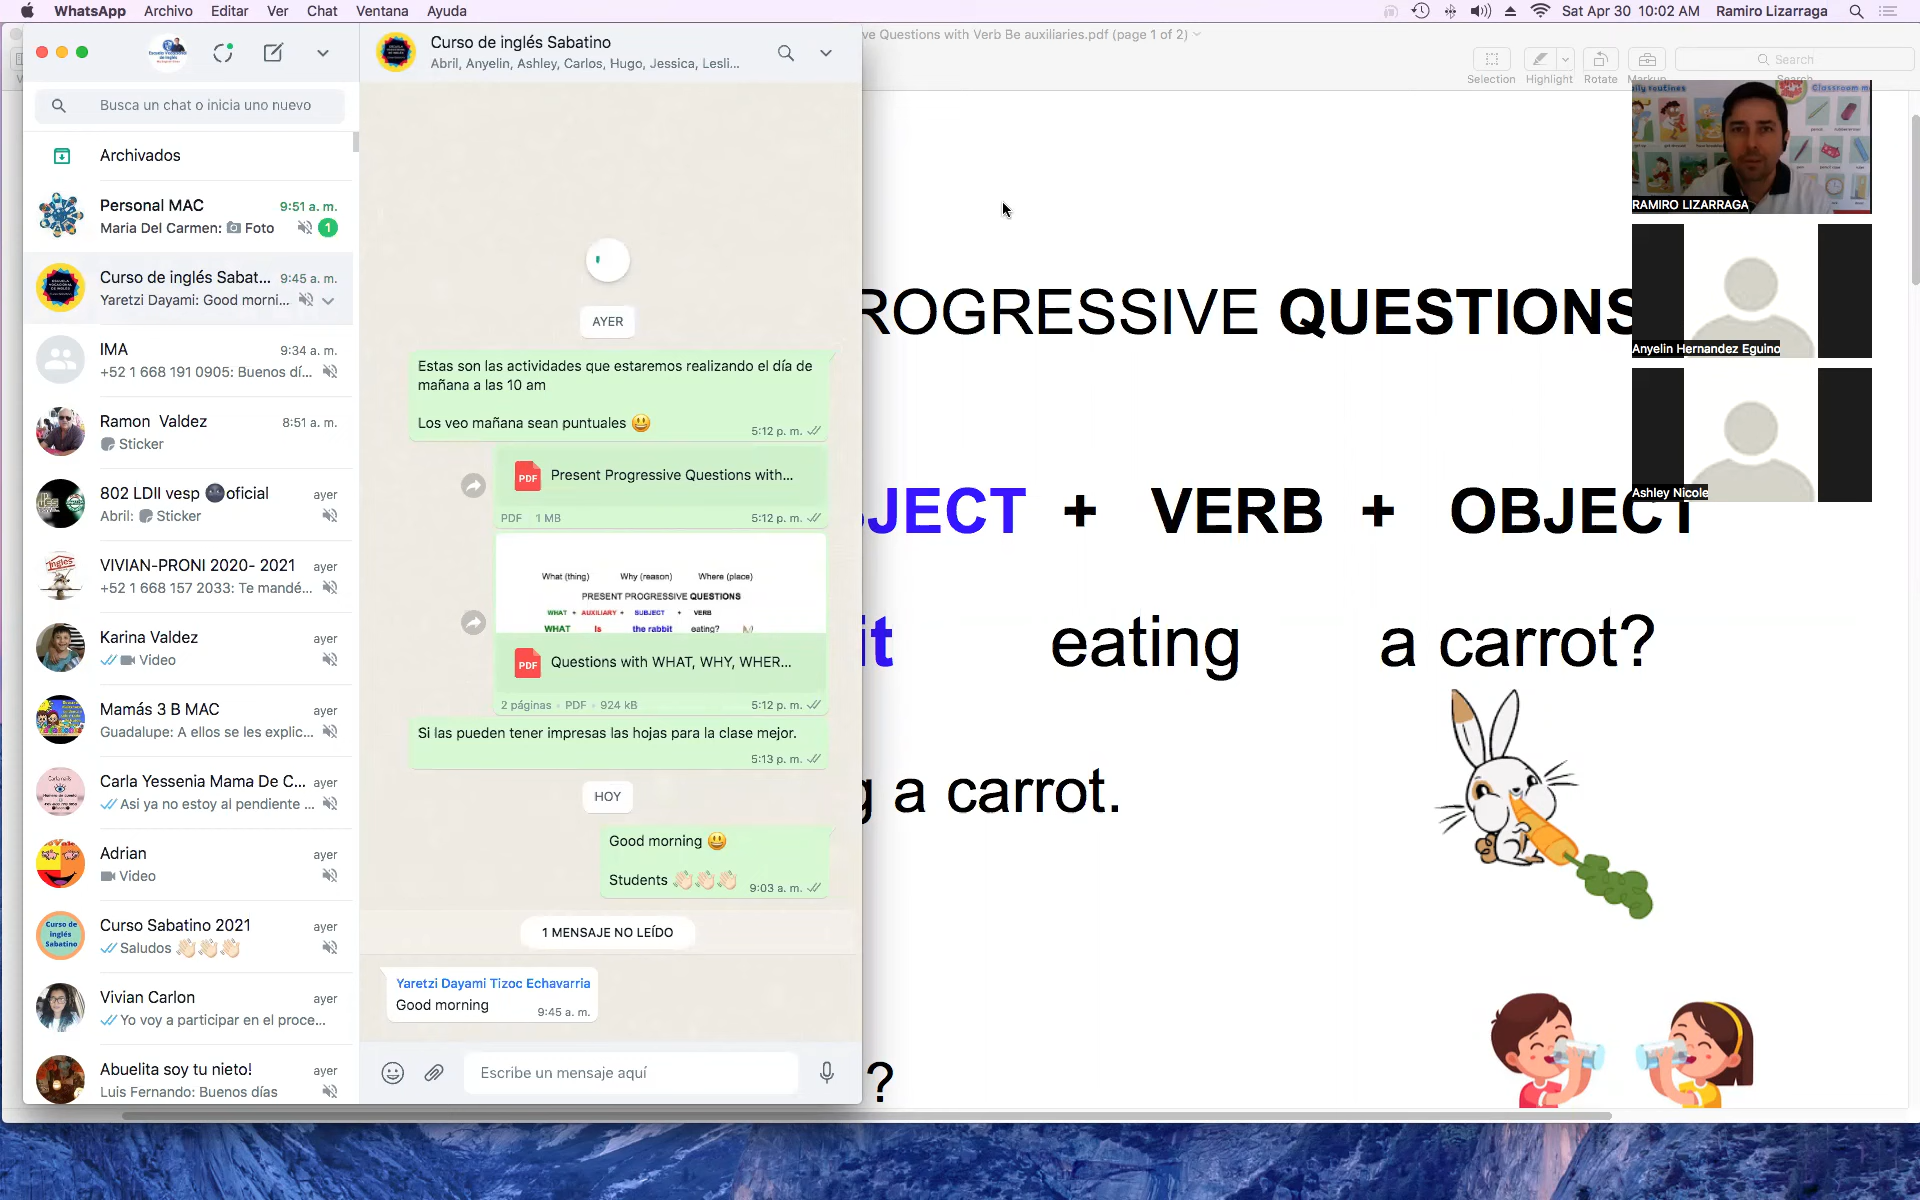 WhatsApp Archivo Editar Ver Chat Ventana Ayuda
Sat Apr 30 10:02 AM Ramiro Lizarraga
Busca un chat o inicia uno nuevo
Archivados
Personal MAC 9:51 a. m.
Maria Del Carmen: Foto 1
Curso de inglés Sabat... 9:45 a. m.
Yaretzi Dayami: Good morni...
IMA 9:34 a. m.
+52 1 668 191 0905: Buenos dí...
Ramon Valdez 8:51 a. m.
Sticker
802 LDII vesp 🌚oficial ayer
Abril: Sticker
VIVIAN-PRONI 2020- 2021 ayer
+52 1 668 157 2033: Te mandé...
Karina Valdez ayer
Video
Mamás 3 B MAC ayer
Guadalupe: A ellos se les explic...
Carla Yessenia Mama De C... ayer
Asi ya no estoy al pendiente ...
Adrian ayer
Video
Curso de inglés Sabatino
Curso Sabatino 2021 ayer
Saludos 👏🏻👏🏻👏🏻
Vivian Carlon ayer
Yo voy a participar en el proce...
Abuelita soy tu nieto! ayer
Luis Fernando: Buenos días
Curso de inglés Sabatino
Abril, Anyelin, Ashley, Carlos, Hugo, Jessica, Lesli...
AYER
Estas son las actividades que estaremos realizando el día de
mañana a las 10 am
Los veo mañana sean puntuales 😃
5:12 p. m.
PDF Present Progressive Questions with...
PDF 1 MB 5:12 p. m.
What (thing) Why (reason) Where (place)
PRESENT PROGRESSIVE QUESTIONS
WHAT + AUXILIARY + SUBJECT + VERB
WHAT Is the rabbit eating?
PDF Questions with WHAT, WHY, WHER...
2 páginas • PDF • 924 kB 5:12 p. m.
Si las pueden tener impresas las hojas para la clase mejor.
5:13 p. m.
HOY
Good morning 😃
Students 👏🏻👏🏻👏🏻 9:03 a. m.
1 MENSAJE NO LEÍDO
Yaretzi Dayami Tizoc Echavarria
Good morning
9:45 a. m.
Escribe un mensaje aquí
ve Questions with Verb Be auxiliaries.pdf (page 1 of 2)
Selection Highlight Rotate Markup Search
Search
ROGRESSIVE QUESTIONS
JECT + VERB + OBJECT
it eating a carrot?
g a carrot.
?
Classroom
RAMIRO LIZARRAGA
Anyelin Hernandez Eguino
Ashley Nicole